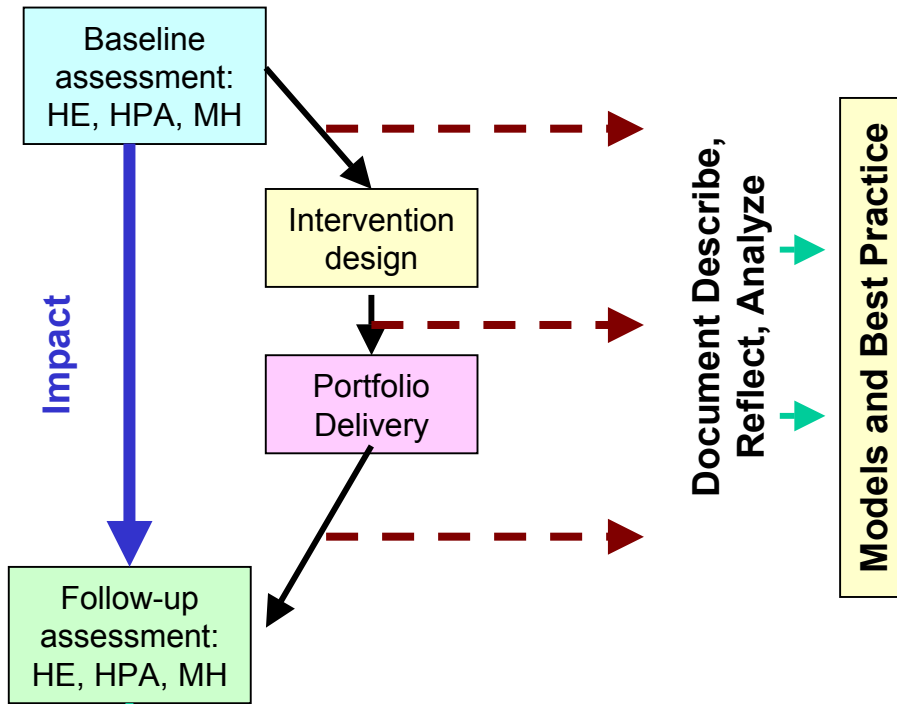 Baseline
assessment:
HE, HPA, MH
Intervention
design
Portfolio
Delivery
Impact
Follow-up
assessment:
HE, HPA, MH
Document Describe,
Reflect, Analyze
Models and Best Practice